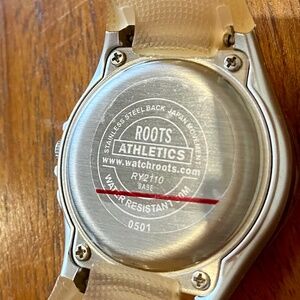 STAINLESS STEEL BACK JAPAN MOVEMENT
ROOTS
ATHLETICS
www.watchroots.com
RY2110
BASE
WATER RESISTANT
0501